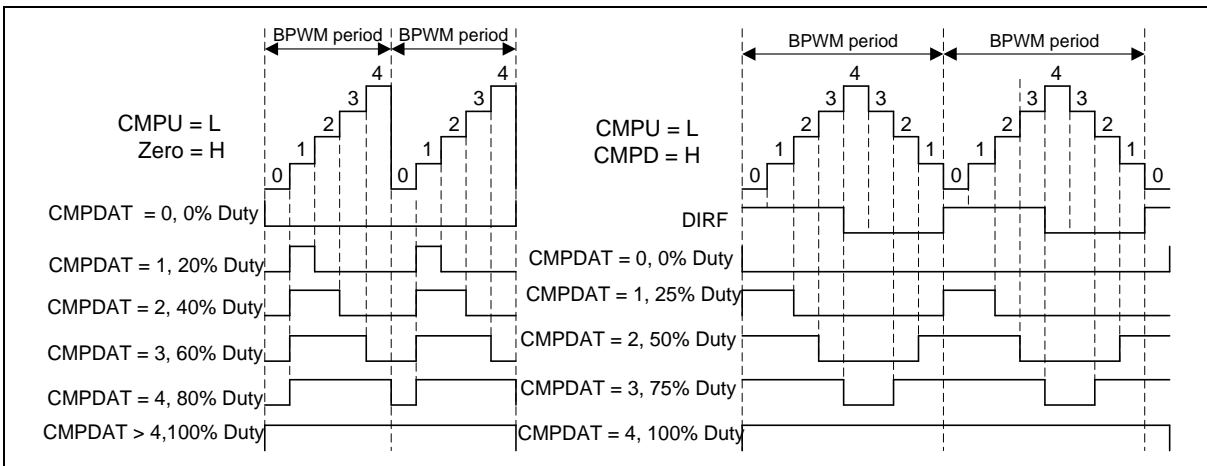 BPWM period BPWM period
4 4
3 3
2 2
1 1
0 0
CMPU = L
Zero = H
CMPDAT = 0, 0% Duty
CMPDAT = 1, 20% Duty
CMPDAT = 2, 40% Duty
CMPDAT = 3, 60% Duty
CMPDAT = 4, 80% Duty
CMPDAT > 4,100% Duty
BPWM period BPWM period
4 4
3 3 3 3
2 2 2 2
1 1 1 1
0 0 0
CMPU = L
CMPD = H
DIRF
CMPDAT = 0, 0% Duty
CMPDAT = 1, 25% Duty
CMPDAT = 2, 50% Duty
CMPDAT = 3, 75% Duty
CMPDAT = 4, 100% Duty